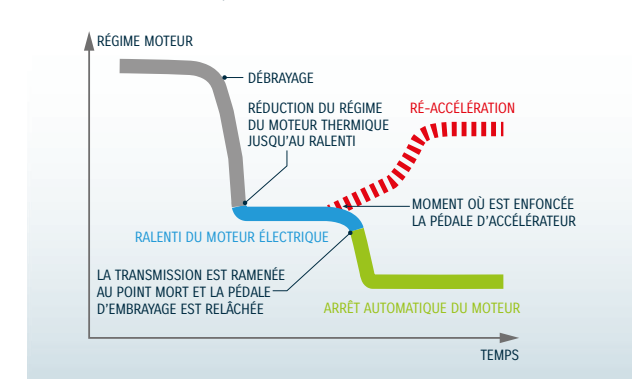 RÉGIME MOTEUR
DÉBRAYAGE
RÉDUCTION DU RÉGIME
DU MOTEUR THERMIQUE
JUSQU'AU RALENTI
RÉ-ACCÉLÉRATION
MOMENT OÙ EST ENFONCÉE
LA PÉDALE D'ACCÉLÉRATEUR
RALENTI DU MOTEUR ÉLECTRIQUE
LA TRANSMISSION EST RAMENÉE
AU POINT MORT ET LA PÉDALE
D'EMBRAYAGE EST RELÂCHÉE
ARRÊT AUTOMATIQUE DU MOTEUR
TEMPS